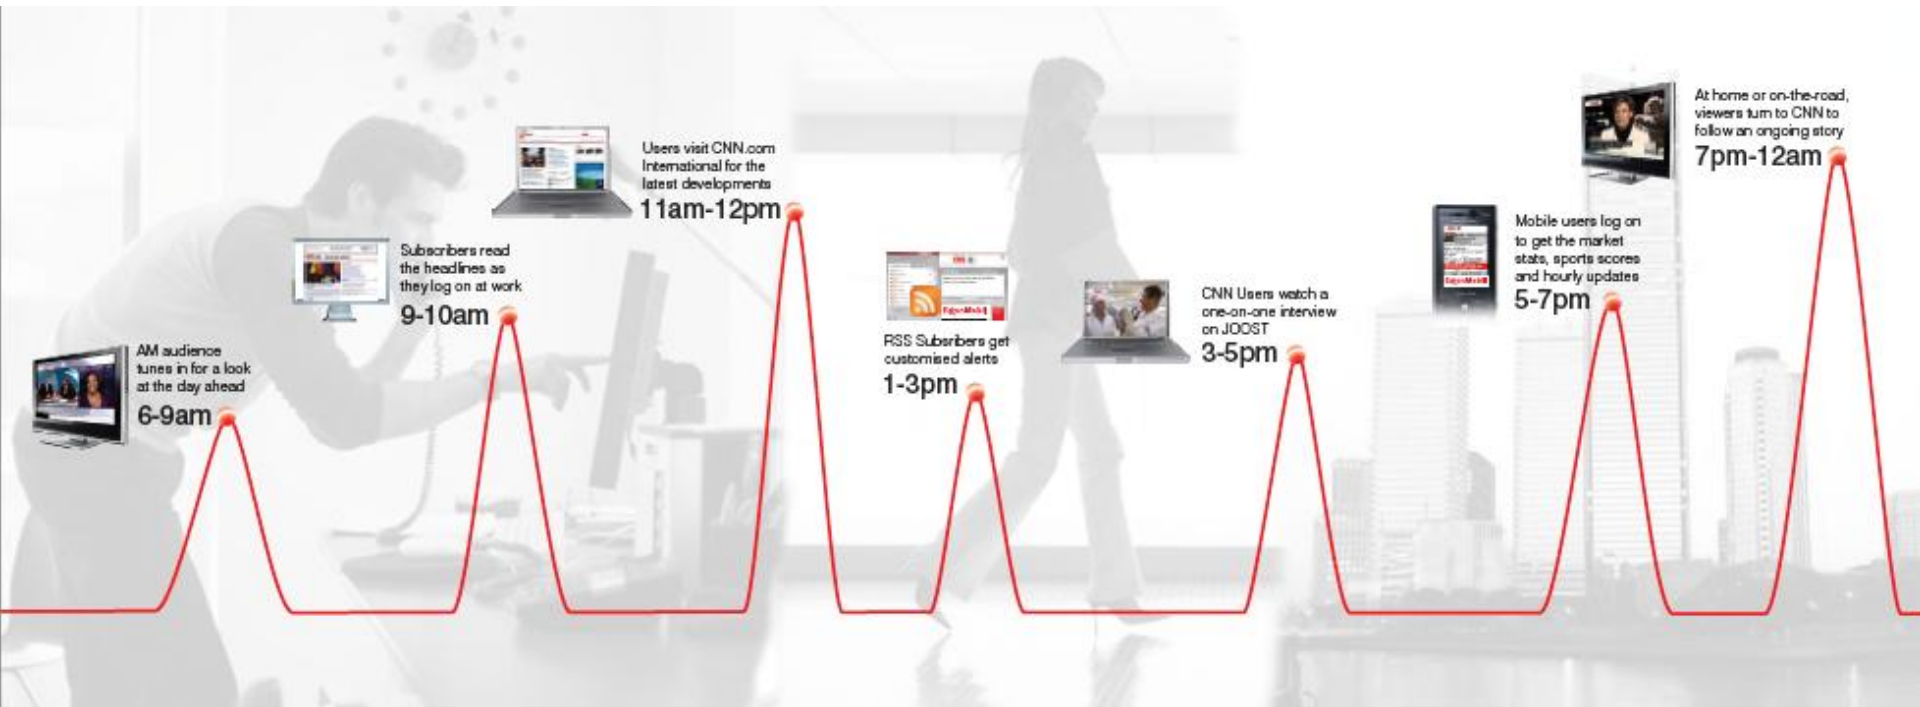 AM audience
tunes in for a look
at the day ahead
6-9am
Subscribers read
the headlines as
they log on at work
9-10am
Users visit CNN.com
International for the
latest developments
11am-12pm
RSS Subsribers get
customised alerts
1-3pm
CNN Users watch a
one-on-one interview
on JOOST
3-5pm
Mobile users log on
to get the market
stats, sports scores
and hourly updates
5-7pm
At home or on-the-road,
viewers turn to CNN to
follow an ongoing story
7pm-12am
ExxonMobil
ExxonMobil